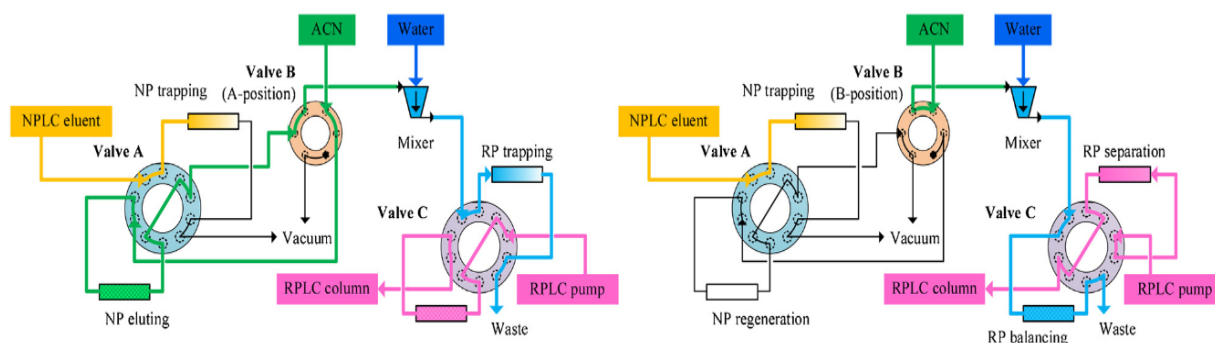 ACN
Water
Valve B
(A-position)
NP trapping
NPLC eluent
Valve A
Mixer
RP trapping
Valve C
Vacuum
RPLC column
RPLC pump
NP eluting
Waste
ACN
Water
Valve B
(B-position)
NP trapping
NPLC eluent
Valve A
Mixer
RP separation
Valve C
Vacuum
RPLC column
RPLC pump
NP regeneration
RP balancing
Waste